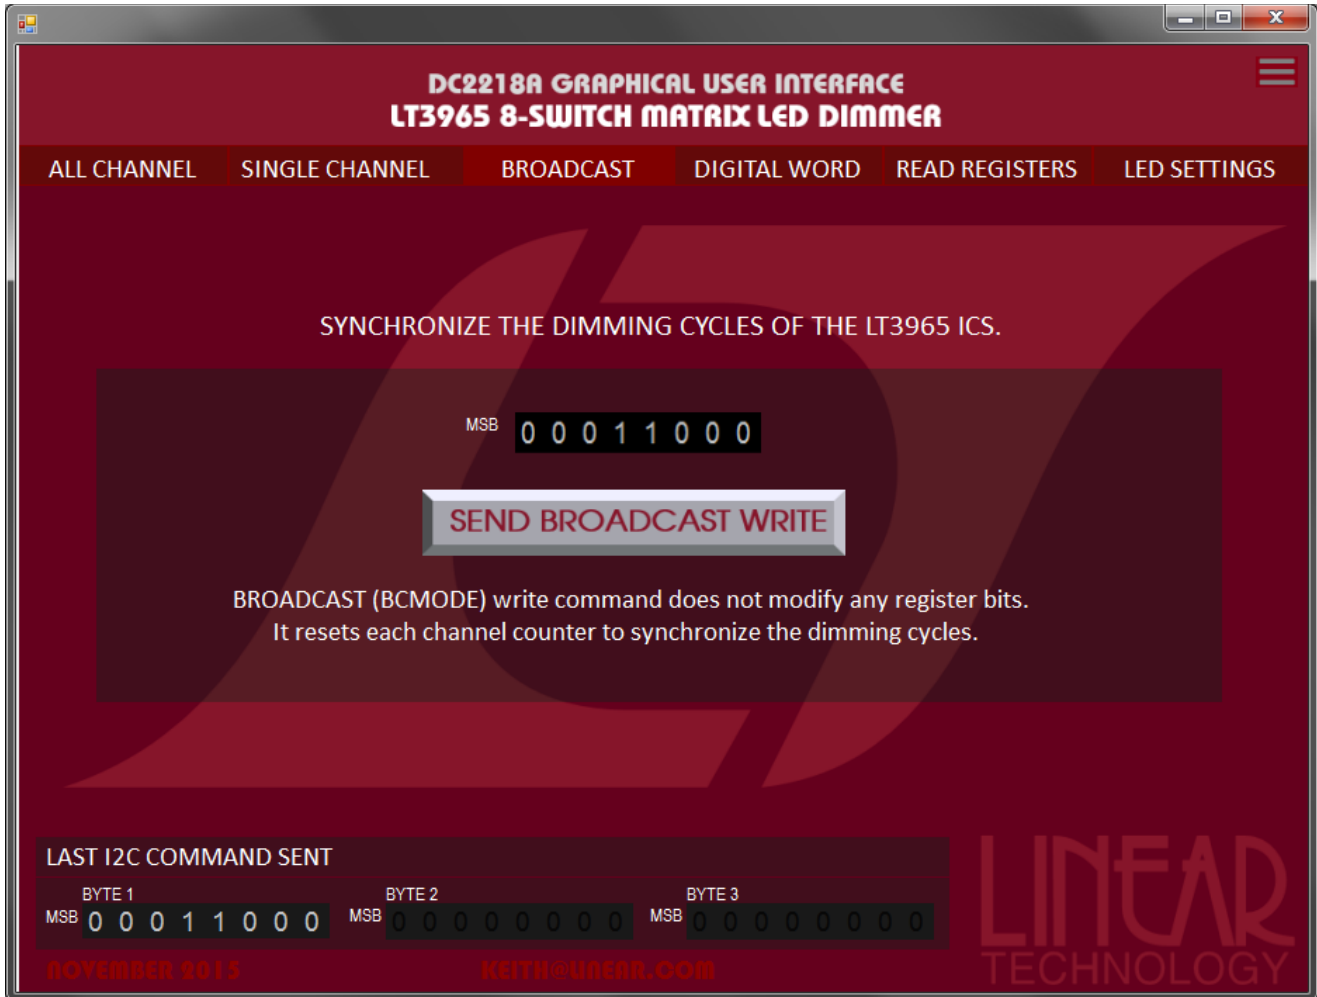 DC2218A GRAPHICAL USER INTERFACE
LT3965 8-SWITCH MATRIX LED DIMMER
ALL CHANNEL SINGLE CHANNEL BROADCAST DIGITAL WORD READ REGISTERS LED SETTINGS
SYNCHRONIZE THE DIMMING CYCLES OF THE LT3965 ICS.
MSB 0 0 0 1 1 0 0 0
SEND BROADCAST WRITE
BROADCAST (BCMODE) write command does not modify any register bits.
It resets each channel counter to synchronize the dimming cycles.
LAST I2C COMMAND SENT
BYTE 1 BYTE 2 BYTE 3
MSB 0 0 0 1 1 0 0 0 MSB 0 0 0 0 0 0 0 0 MSB 0 0 0 0 0 0 0 0
NOVEMBER 2015 KEITH@LINEAR.COM
LINEAR
TECHNOLOGY